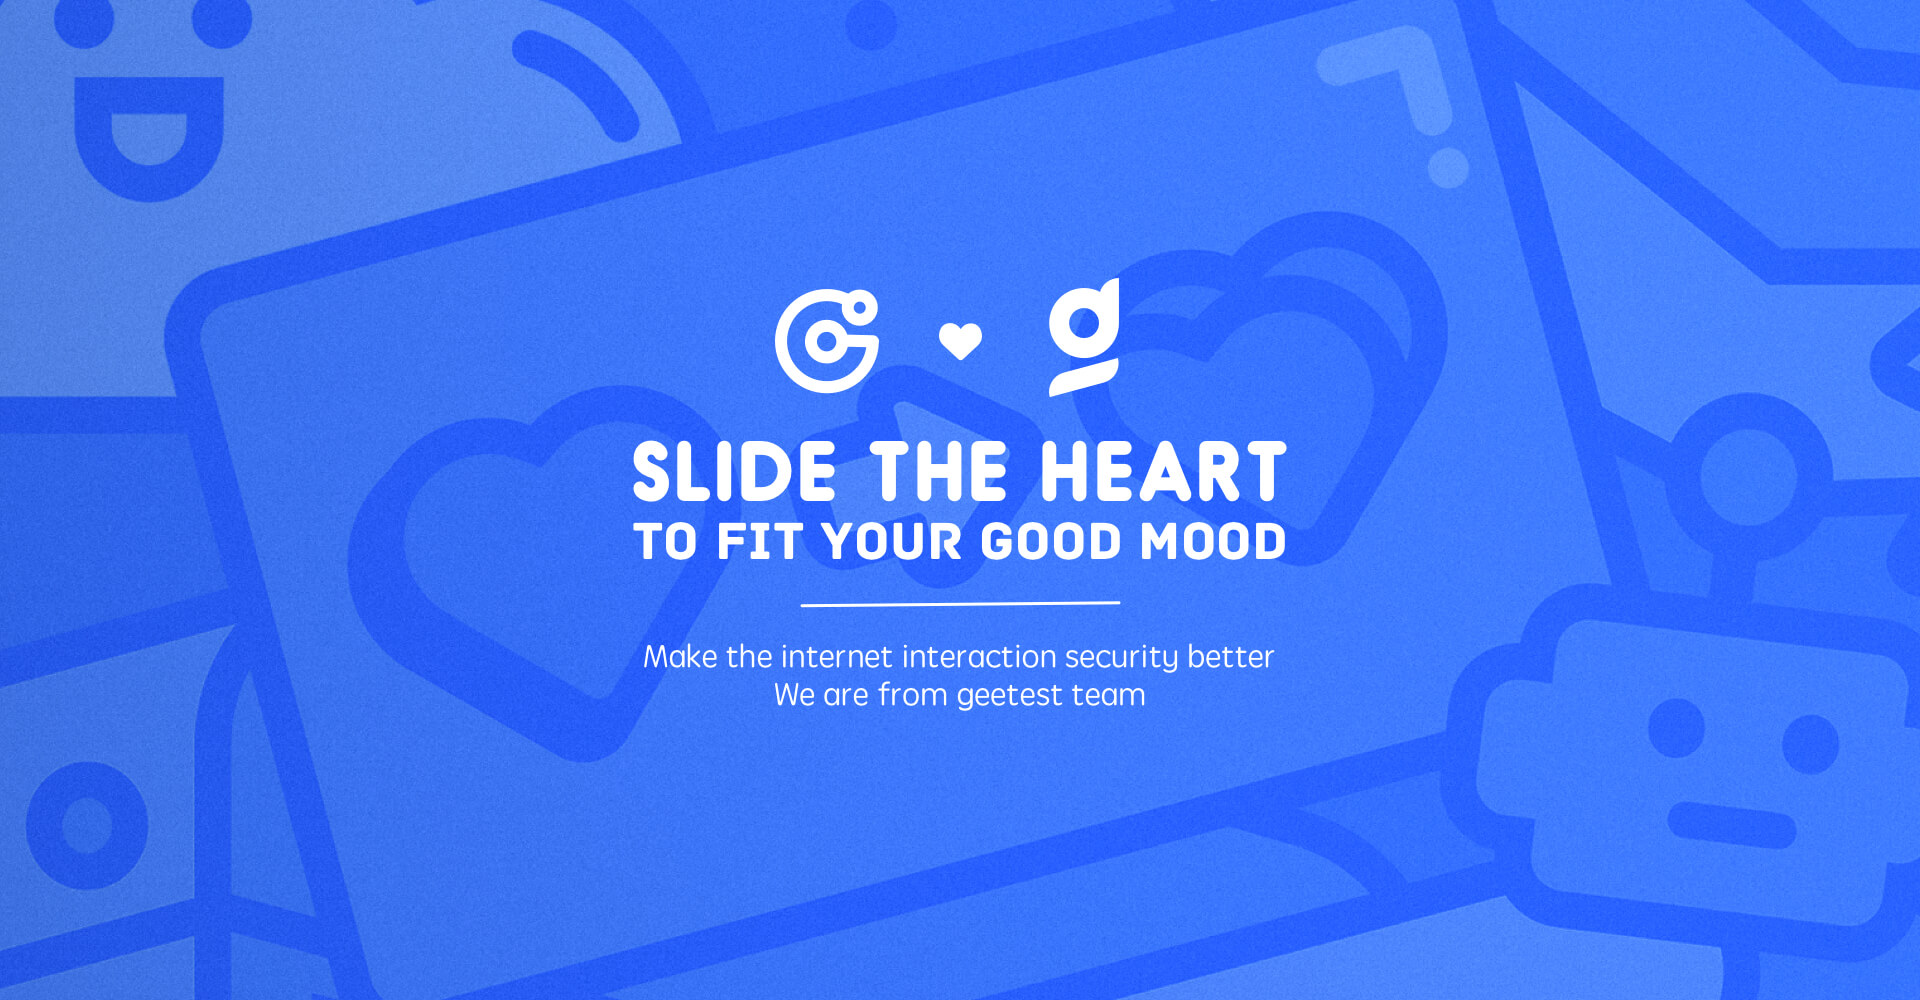 SLIDE THE HEART
TO FIT YOUR GOOD MOOD
Make the internet interaction security better
We are from geetest team